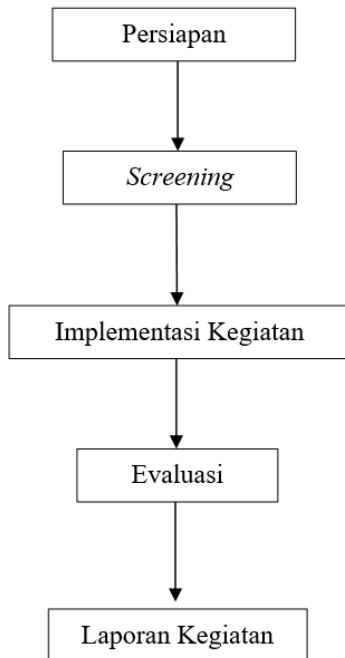 Persiapan
Screening
Implementasi Kegiatan
Evaluasi
Laporan Kegiatan